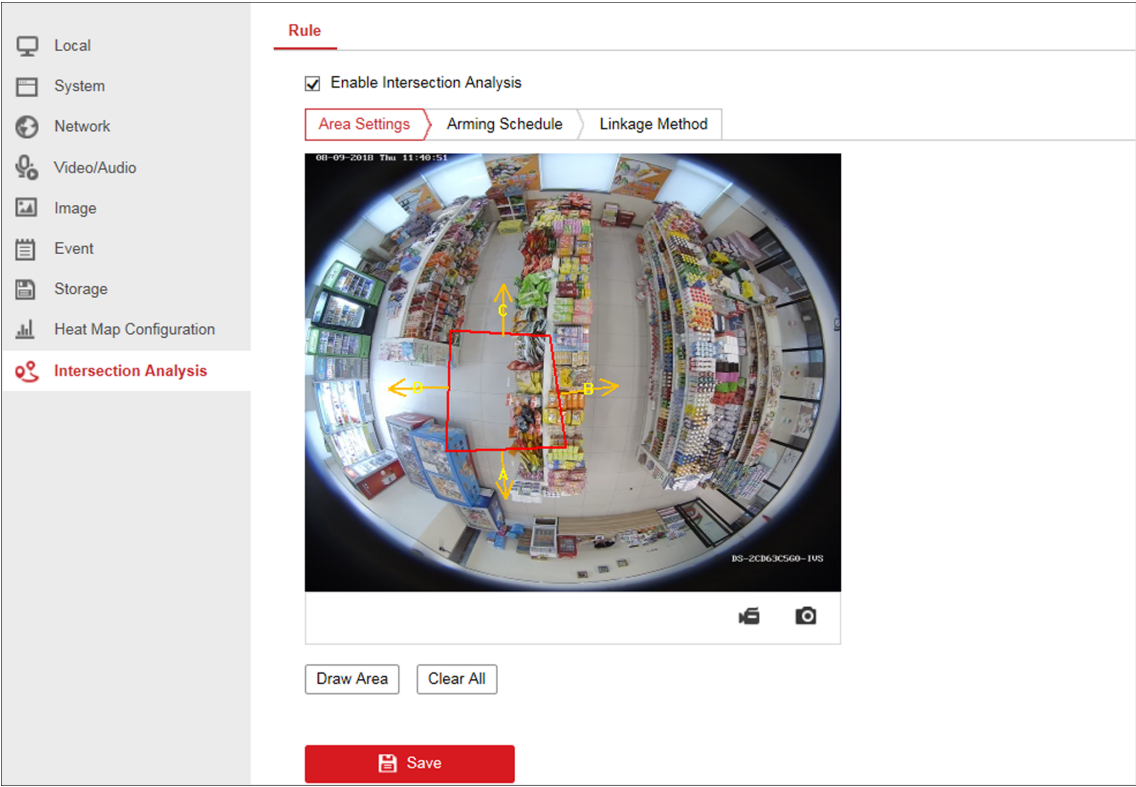 Rule
Local
Enable Intersection Analysis
System
Area Settings
Arming Schedule
Linkage Method
Network
08-09-2018 Thu 11:40:51
Video/Audio
Image
Event
Storage
Heat Map Configuration
Intersection Analysis
C
D
B
A
DS-2CD63C5G0-IVS
Draw Area
Clear All
Save